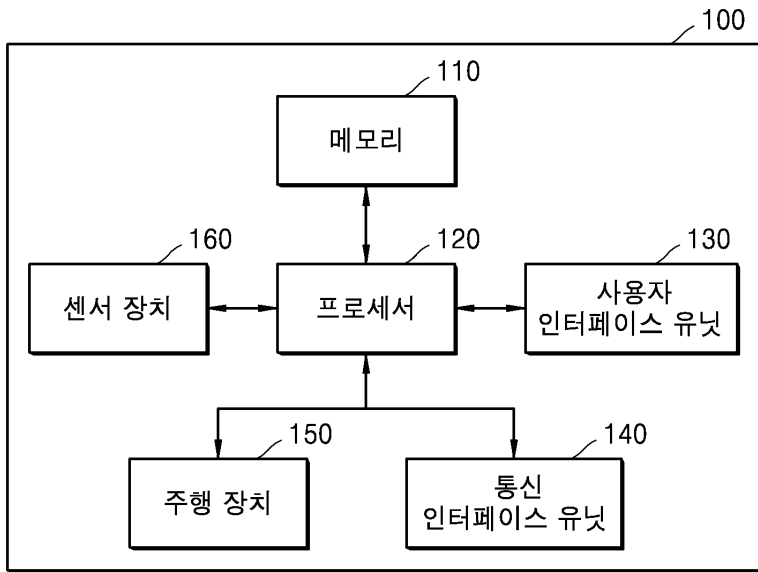 100
110
메모리
160
120
130
센서 장치
프로세서
사용자
인터페이스 유닛
150
140
주행 장치
통신
인터페이스 유닛